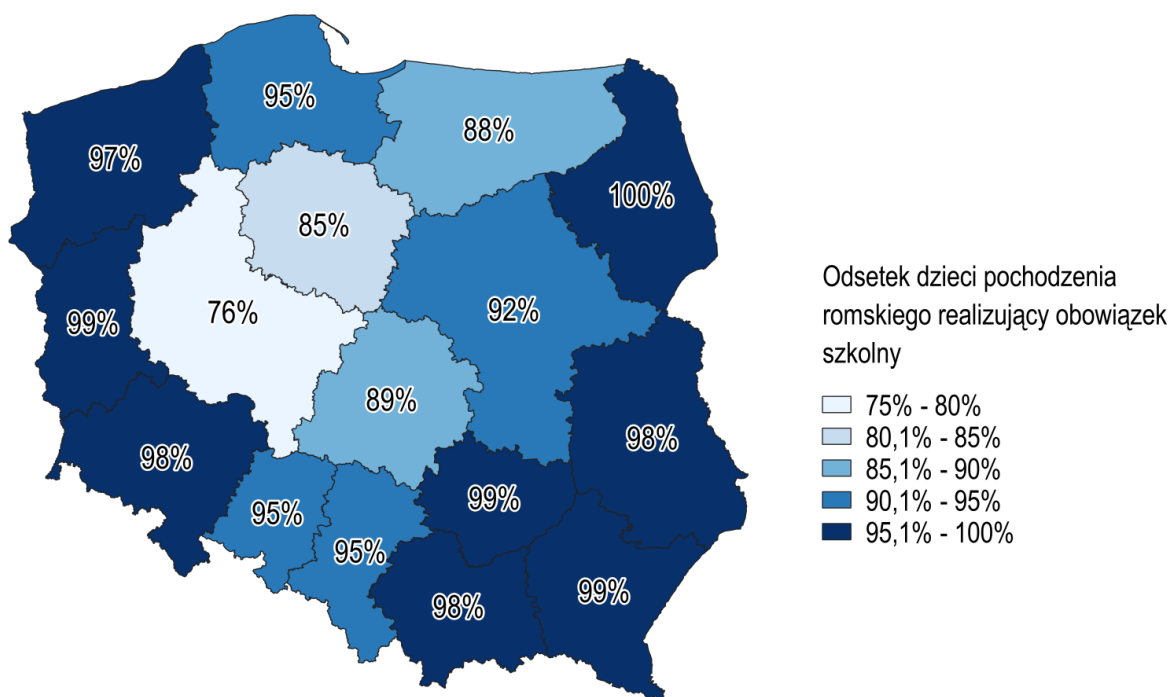 95%
88%
97%
100%
85%
76%
92%
99%
89%
98%
98%
95%
99%
95%
98%
99%
Odsetek dzieci pochodzenia
romskiego realizujący obowiązek
szkolny
75% - 80%
80,1% - 85%
85,1% - 90%
90,1% - 95%
95,1% - 100%